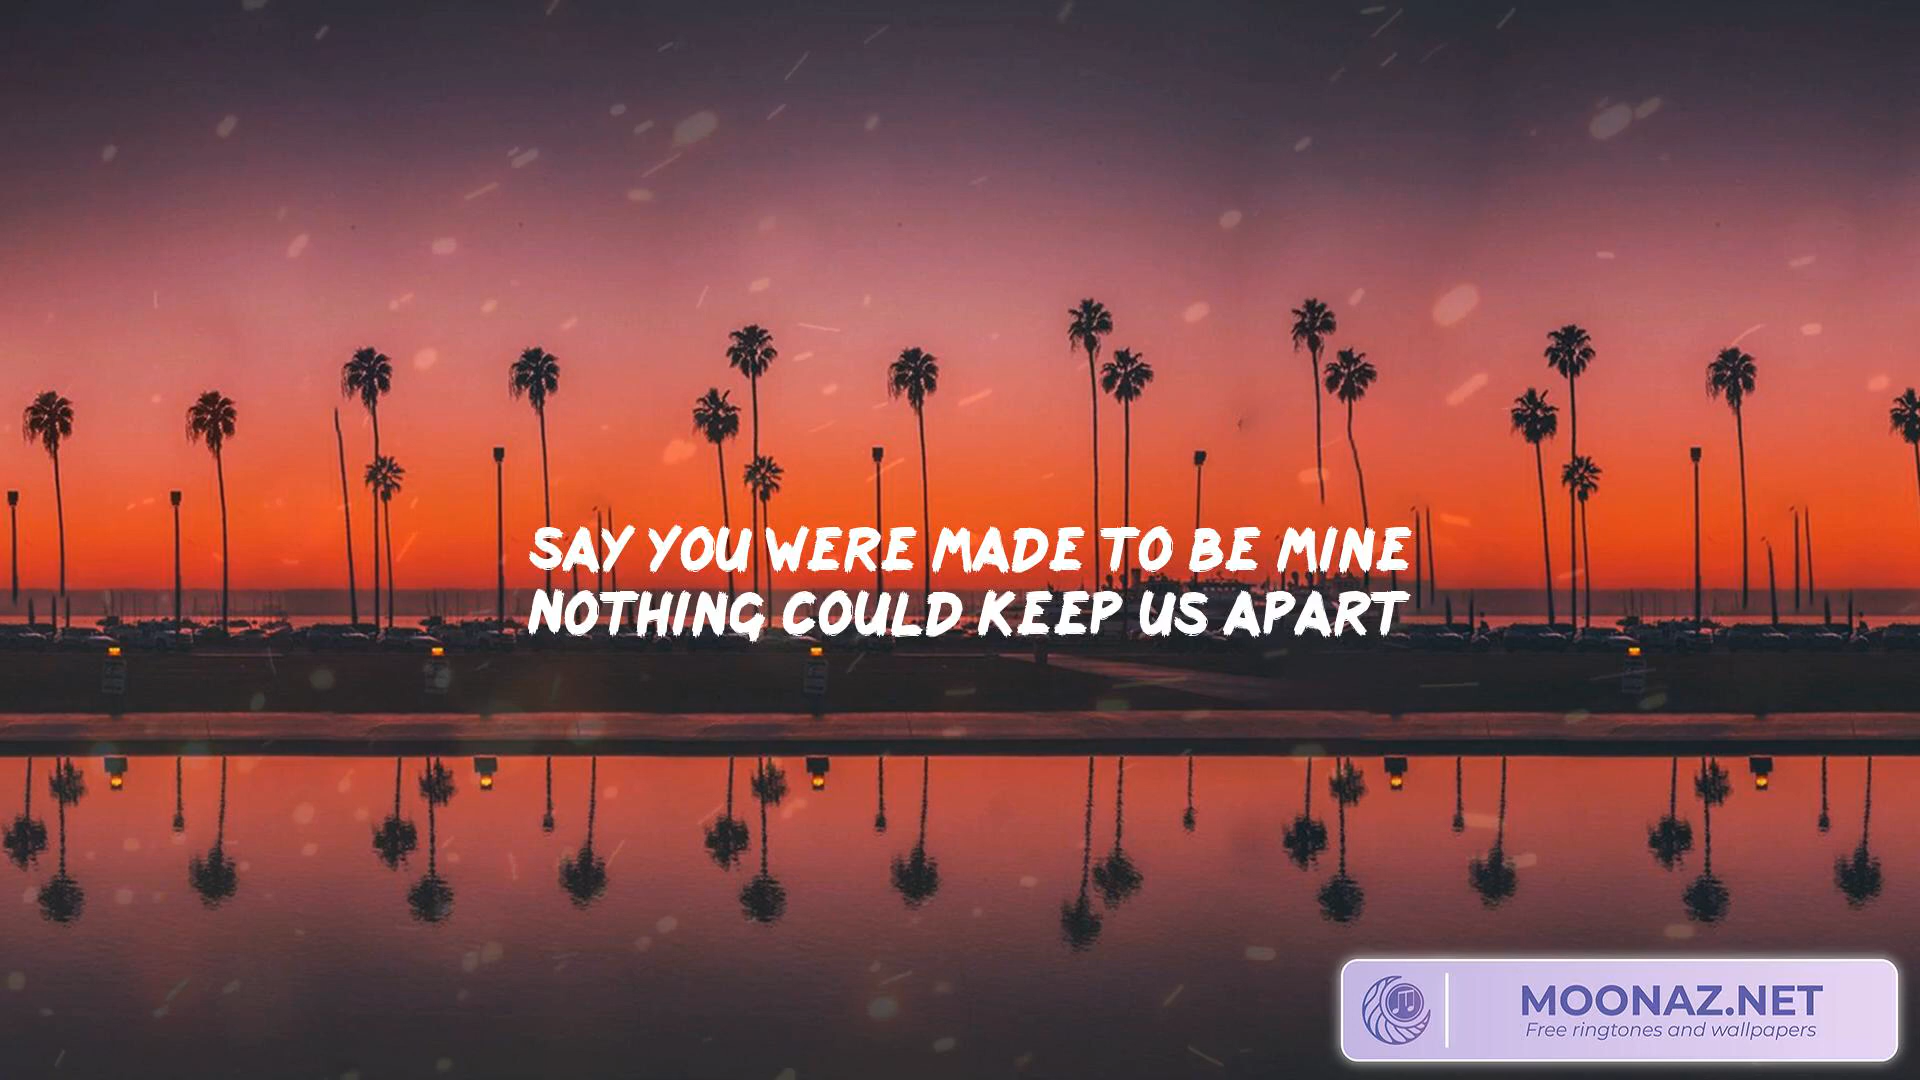 SAY YOU WERE MADE TO BE MINE
NOTHING COULD KEEP US APART
MOONAZ.NET
Free ringtones and wallpapers